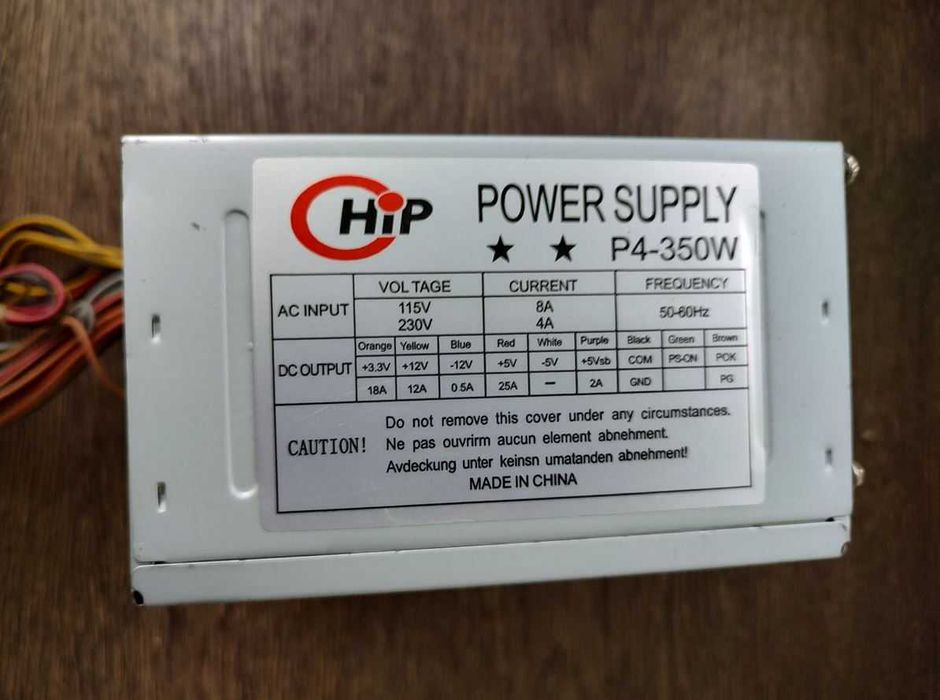 CHiP
POWER SUPPLY
★ ★ P4-350W
AC INPUT
VOLTAGE CURRENT FREQUENCY
115V 8A 50-60Hz
230V 4A
DC OUTPUT
Orange Yellow Blue Red White Purple Black Green Brown
+3.3V +12V -12V +5V -5V +5Vsb COM PS-ON POK
18A 12A 0.5A 25A — 2A GND PG
CAUTION!
Do not remove this cover under any circumstances.
Ne pas ouvrirm aucun element abnehment.
Avdeckung unter keinsn umatanden abnehment!
MADE IN CHINA